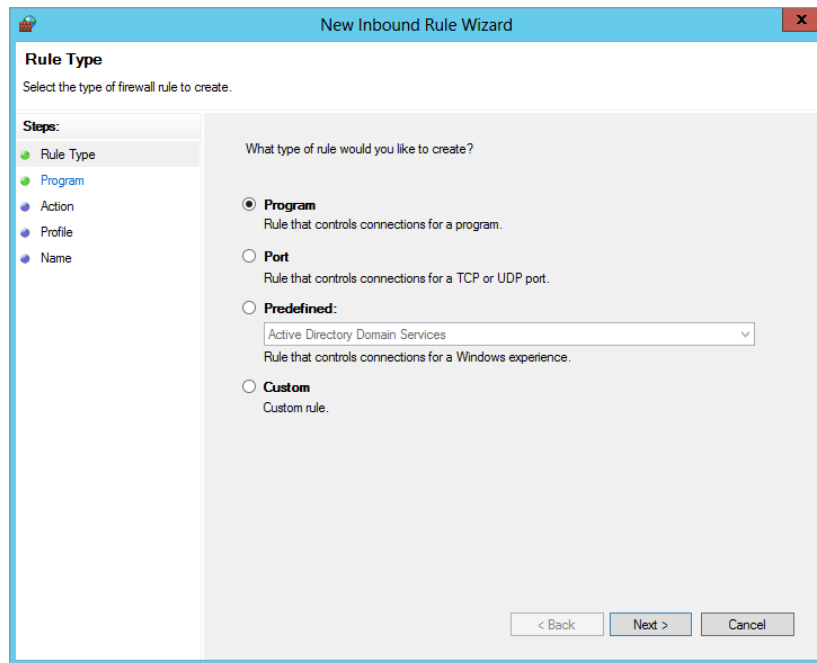 New Inbound Rule Wizard
x
Rule Type
Select the type of firewall rule to create.
Steps:
Rule Type
Program
Action
Profile
Name
What type of rule would you like to create?
Program
Rule that controls connections for a program.
Port
Rule that controls connections for a TCP or UDP port.
Predefined:
Active Directory Domain Services
Rule that controls connections for a Windows experience.
Custom
Custom rule.
< Back
Next >
Cancel